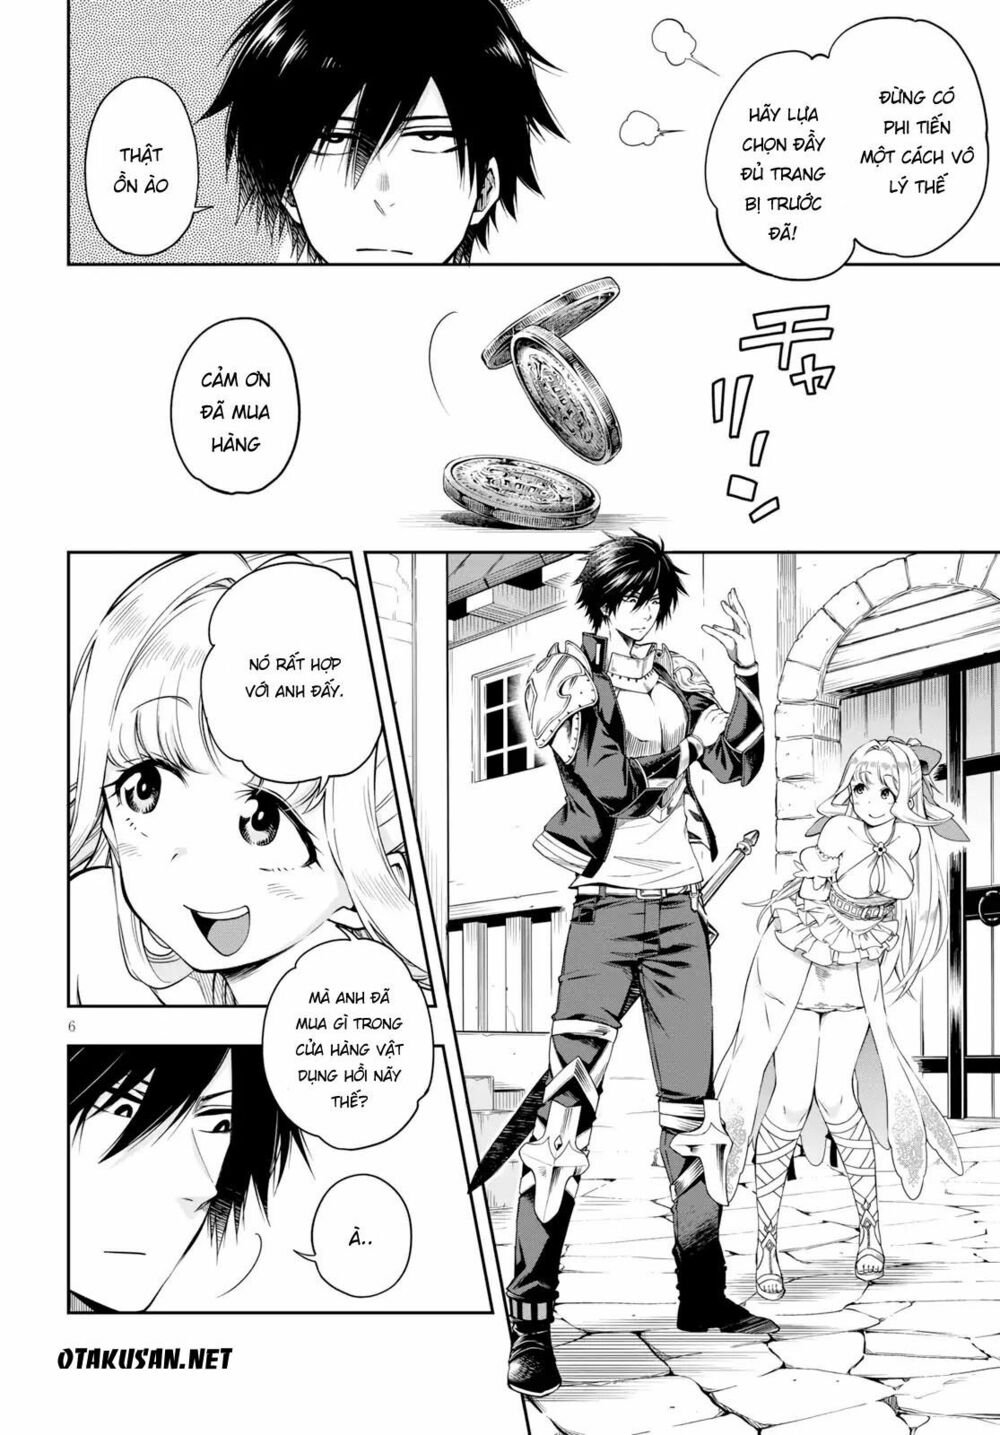 ĐỪNG CÓ
PHI TIẾN
MỘT CÁCH VÔ
LÝ THẾ
HÃY LỰA
CHỌN ĐẦY
ĐỦ TRANG
BỊ TRƯỚC
ĐÃ!
THẬT
ỒN ÀO
チャリン
CẢM ƠN
ĐÃ MUA
HÀNG
NÓ RẤT HỢP
VỚI ANH ĐẤY.
MÀ ANH ĐÃ
MUA GÌ TRONG
CỬA HÀNG VẬT
DỤNG HỒI NÃY
THẾ?
À..
6
OTAKUSAN.NET